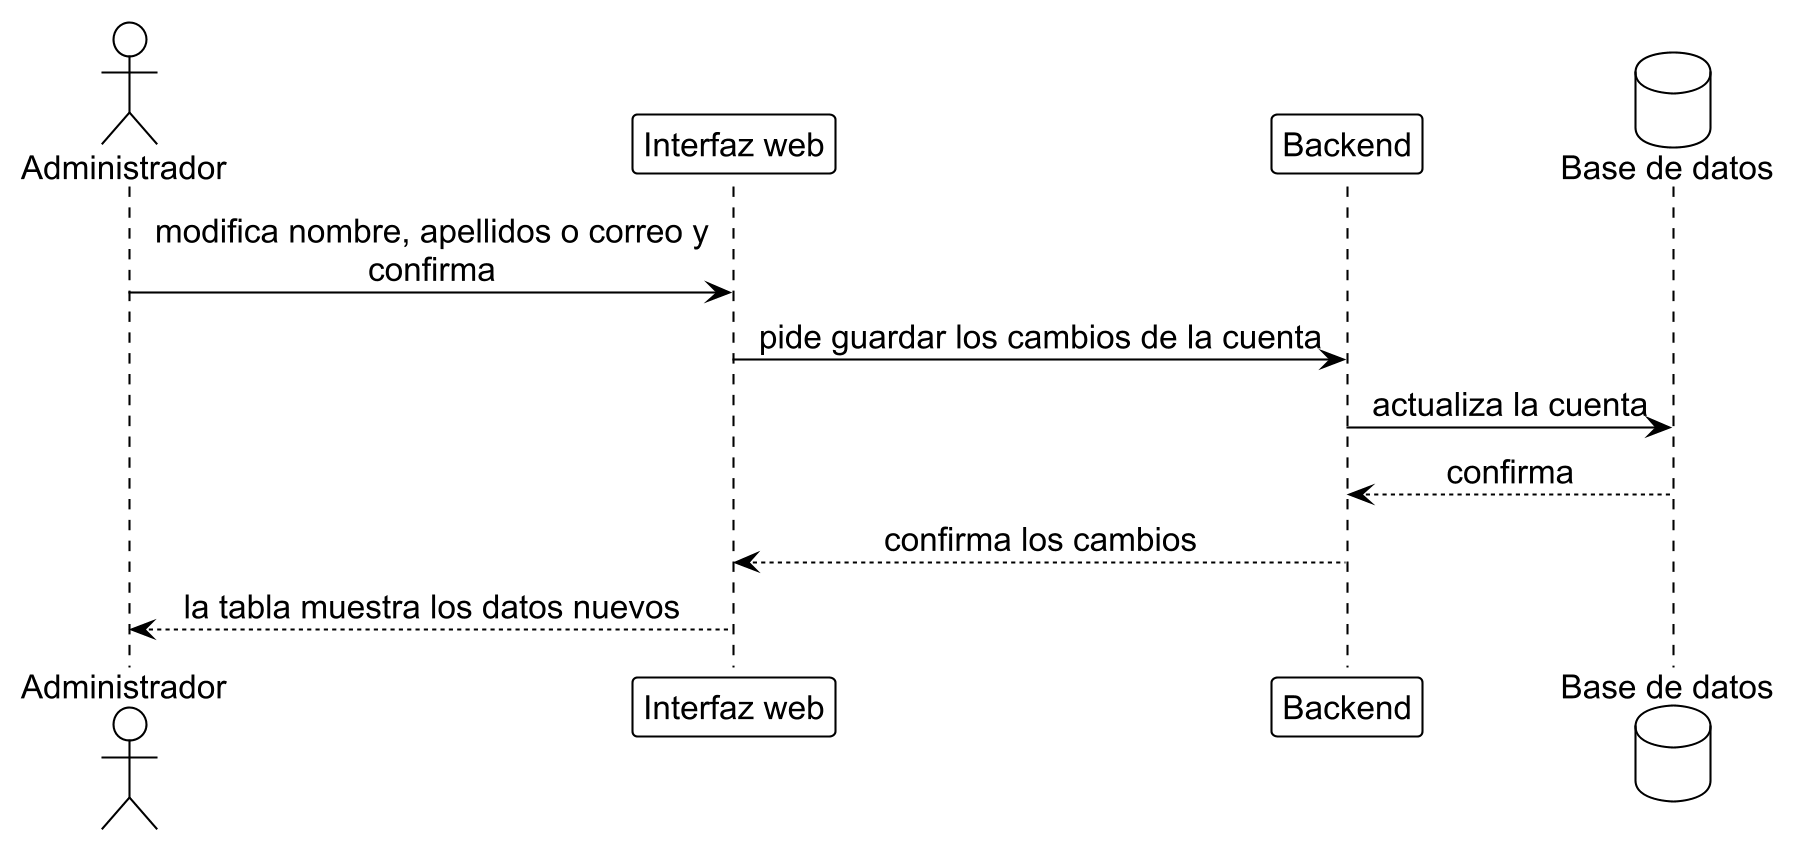 Administrador
Interfaz web
Backend
Base de datos
modifica nombre, apellidos o correo y
confirma
pide guardar los cambios de la cuenta
actualiza la cuenta
confirma
confirma los cambios
la tabla muestra los datos nuevos
Administrador
Interfaz web
Backend
Base de datos